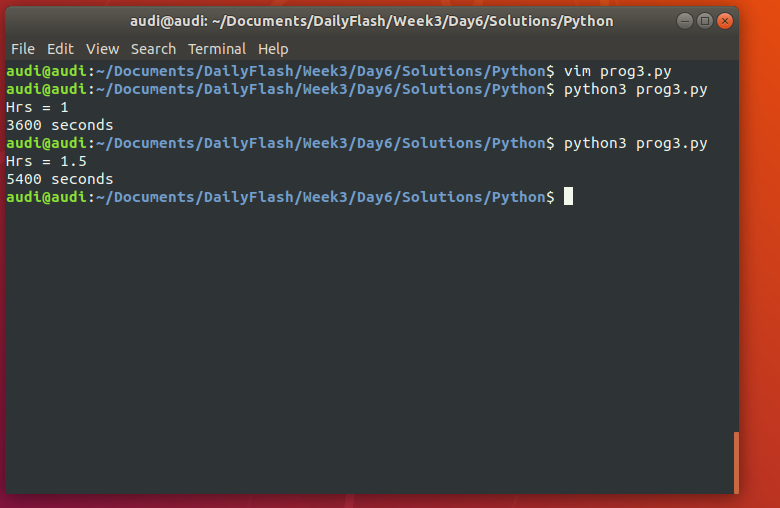 audi@audi: ~/Documents/DailyFlash/Week3/Day6/Solutions/Python
File Edit View Search Terminal Help
audi@audi:~/Documents/DailyFlash/Week3/Day6/Solutions/Python$ vim prog3.py
audi@audi:~/Documents/DailyFlash/Week3/Day6/Solutions/Python$ python3 prog3.py
Hrs = 1
3600 seconds
audi@audi:~/Documents/DailyFlash/Week3/Day6/Solutions/Python$ python3 prog3.py
Hrs = 1.5
5400 seconds
audi@audi:~/Documents/DailyFlash/Week3/Day6/Solutions/Python$